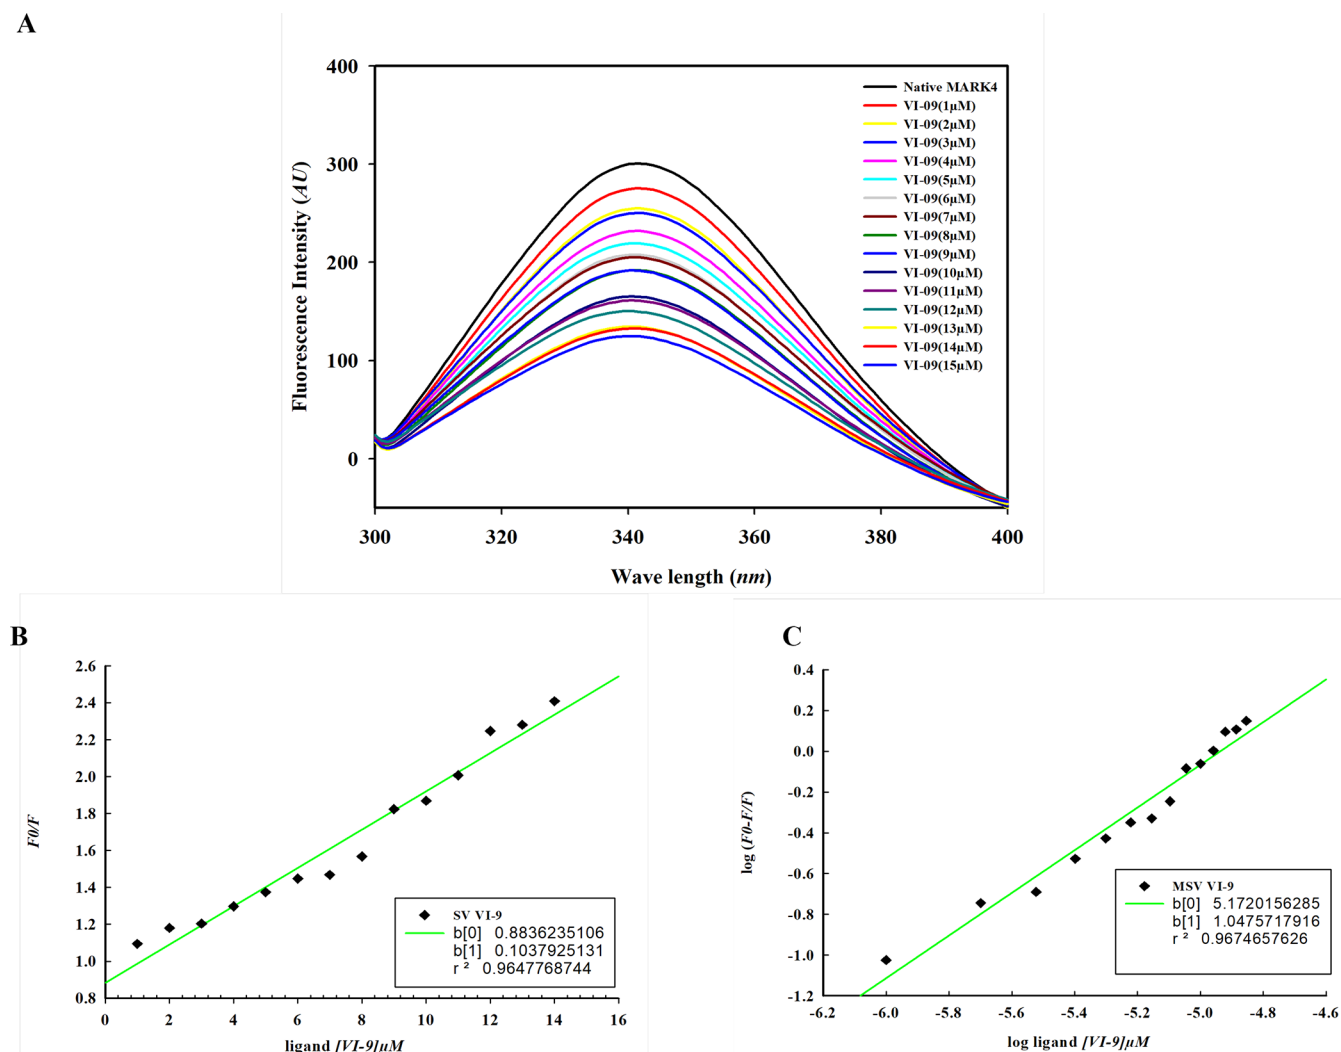 A
400
300
200
100
0
Fluorescence Intensity (AU)
Native MARK4
VI-09(1µM)
VI-09(2µM)
VI-09(3µM)
VI-09(4µM)
VI-09(5µM)
VI-09(6µM)
VI-09(7µM)
VI-09(8µM)
VI-09(9µM)
VI-09(10µM)
VI-09(11µM)
VI-09(12µM)
VI-09(13µM)
VI-09(14µM)
VI-09(15µM)
300 320 340 360 380 400
Wave length (nm)
B
2.6
2.4
2.2
2.0
1.8
1.6
1.4
1.2
1.0
0.8
F0/F
SV VI-9
b[0] 0.8836235106
b[1] 0.1037925131
r ² 0.9647768744
0 2 4 6 8 10 12 14 16
ligand [VI-9]µM
C
0.4
0.2
0.0
-0.2
-0.4
-0.6
-0.8
-1.0
-1.2
log (F0-F/F)
MSV VI-9
b[0] 5.1720156285
b[1] 1.0475717916
r ² 0.9674657626
-6.2 -6.0 -5.8 -5.6 -5.4 -5.2 -5.0 -4.8 -4.6
log ligand [VI-9]µM